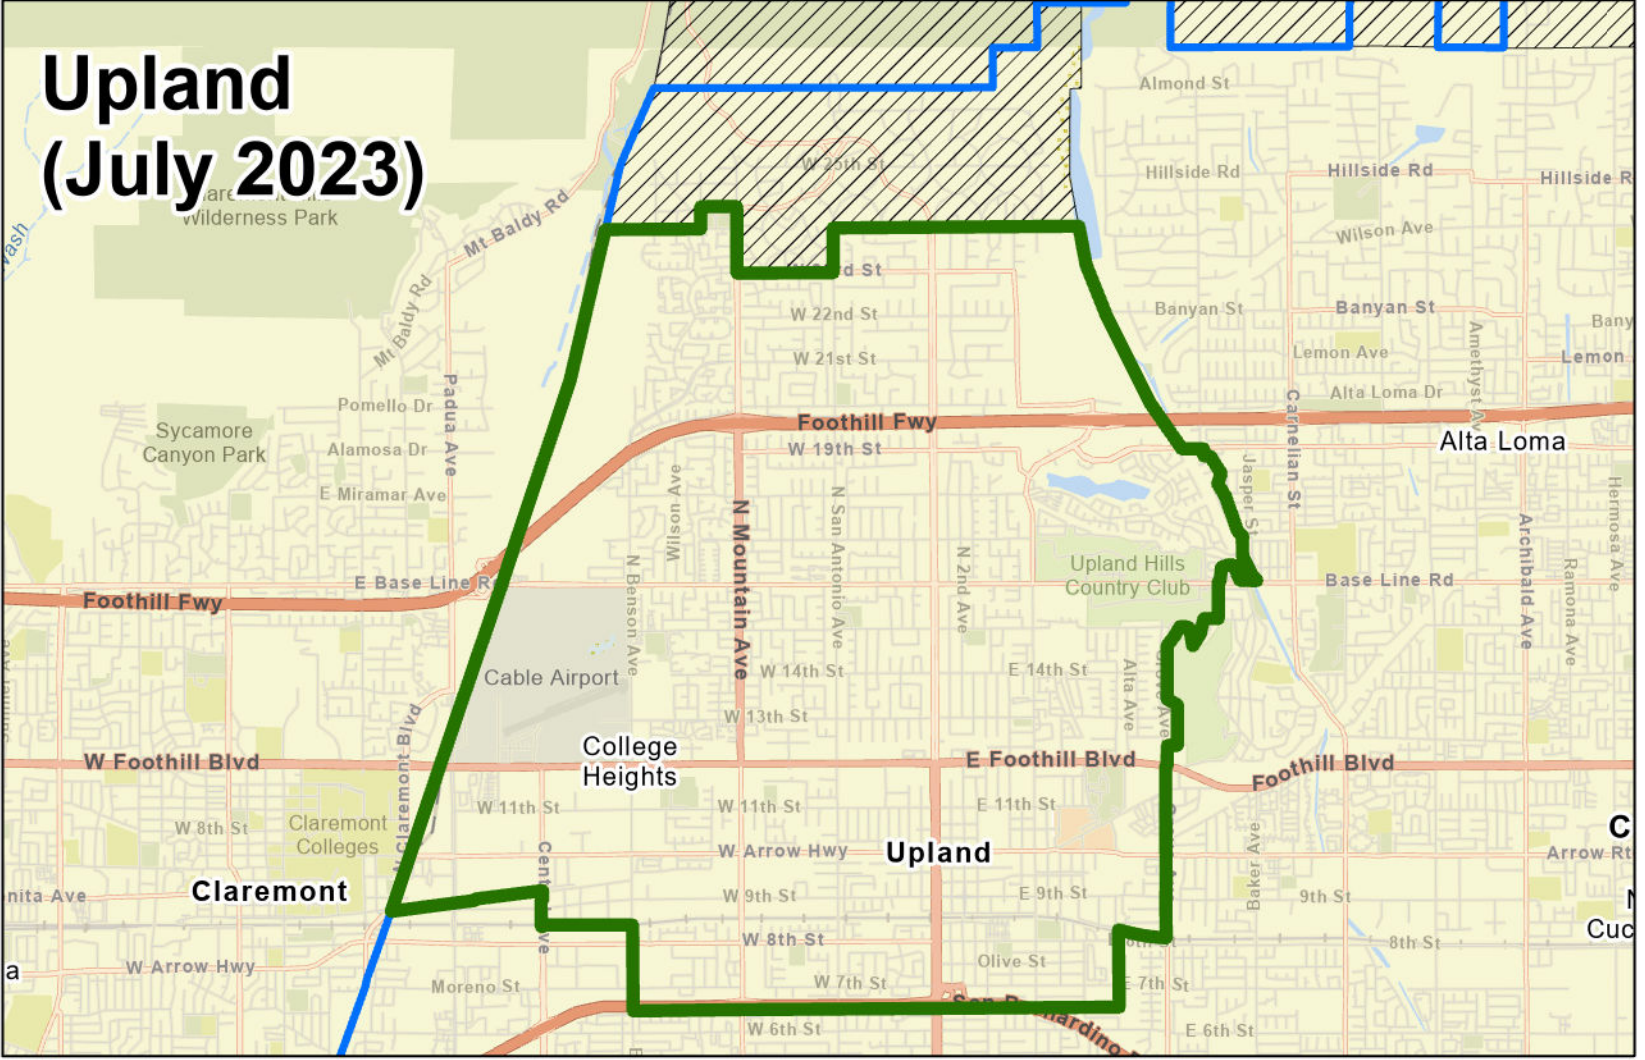 Upland
(July 2023)
Wilderness Park
Mt Baldy Rd
Mt Baldy Rd
W 25th St
Almond St
Hillside Rd
Hillside Rd
Hillside R
Wilson Ave
rd St
W 22nd St
W 21st St
Banyan St
Banyan St
Bany
Lemon Ave
Lemon
Alta Loma Dr
Amethyst Av
Pomello Dr
Padua Ave
Sycamore
Canyon Park
Alamosa Dr
E Miramar Ave
Foothill Fwy
W 19th St
Alta Loma
Carnelian St
Jasper St
Wilson Ave
N Mountain Ave
N San Antonio Ave
N Benson Ave
N 2nd Ave
Archibald Ave
Ramona Ave
Hermosa Ave
Upland Hills
Country Club
E Base Line R
Base Line Rd
Foothill Fwy
Cable Airport
W 14th St
E 14th St
Alta Ave
W 13th St
College
Heights
W Foothill Blvd
E Foothill Blvd
Foothill Blvd
Claremont Blvd
W 11th St
W 11th St
E 11th St
W 8th St
Claremont
Colleges
W Arrow Hwy
Upland
Baker Ave
Arrow Rt
C
Claremont
nita Ave
W 9th St
E 9th St
9th St
Cuc
W 8th St
8th St
a
W Arrow Hwy
Olive St
Moreno St
W 7th St
E 7th St
W 6th St
E 6th St